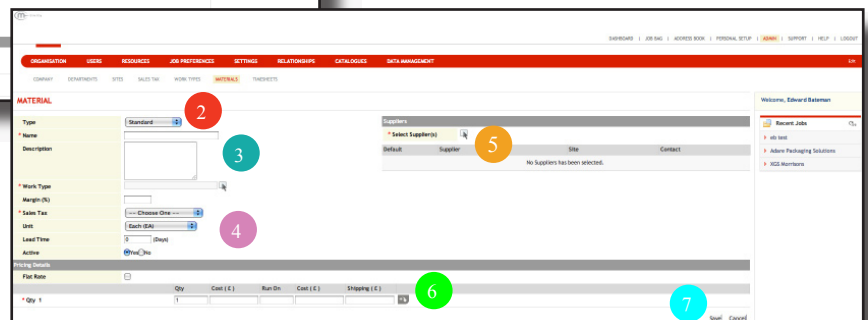 DASHBOARD | JOB BAG | ADDRESS BOOK | PERSONAL SETUP | ADMIN | SUPPORT | HELP | LOGOUT
ORGANISATION USERS RESOURCES JOB PREFERENCES SETTINGS RELATIONSHIPS CATALOGUES DATA MANAGEMENT
COMPANY DEPARTMENTS SITES SALES TAX WORK TYPES MATERIALS TIMESHEETS
MATERIAL
Welcome, Edward Bateman
Type Standard 2
* Name
Description 3
* Work Type
Margin (%)
* Sales Tax --- Choose One ---
Unit Each (EA) 4
Lead Time 0 (Days)
Active Yes No
Suppliers
* Select Supplier(s) 5
Default Supplier Site Contact
No Suppliers has been selected.
Recent Jobs
eb test
Adare Packaging Solutions
XGS Morrisons
Pricing Details
Flat Rate
Qty Cost ( £ ) Run On Cost ( £ ) Shipping ( £ )
* Qty 1 1 6
7
Save Cancel